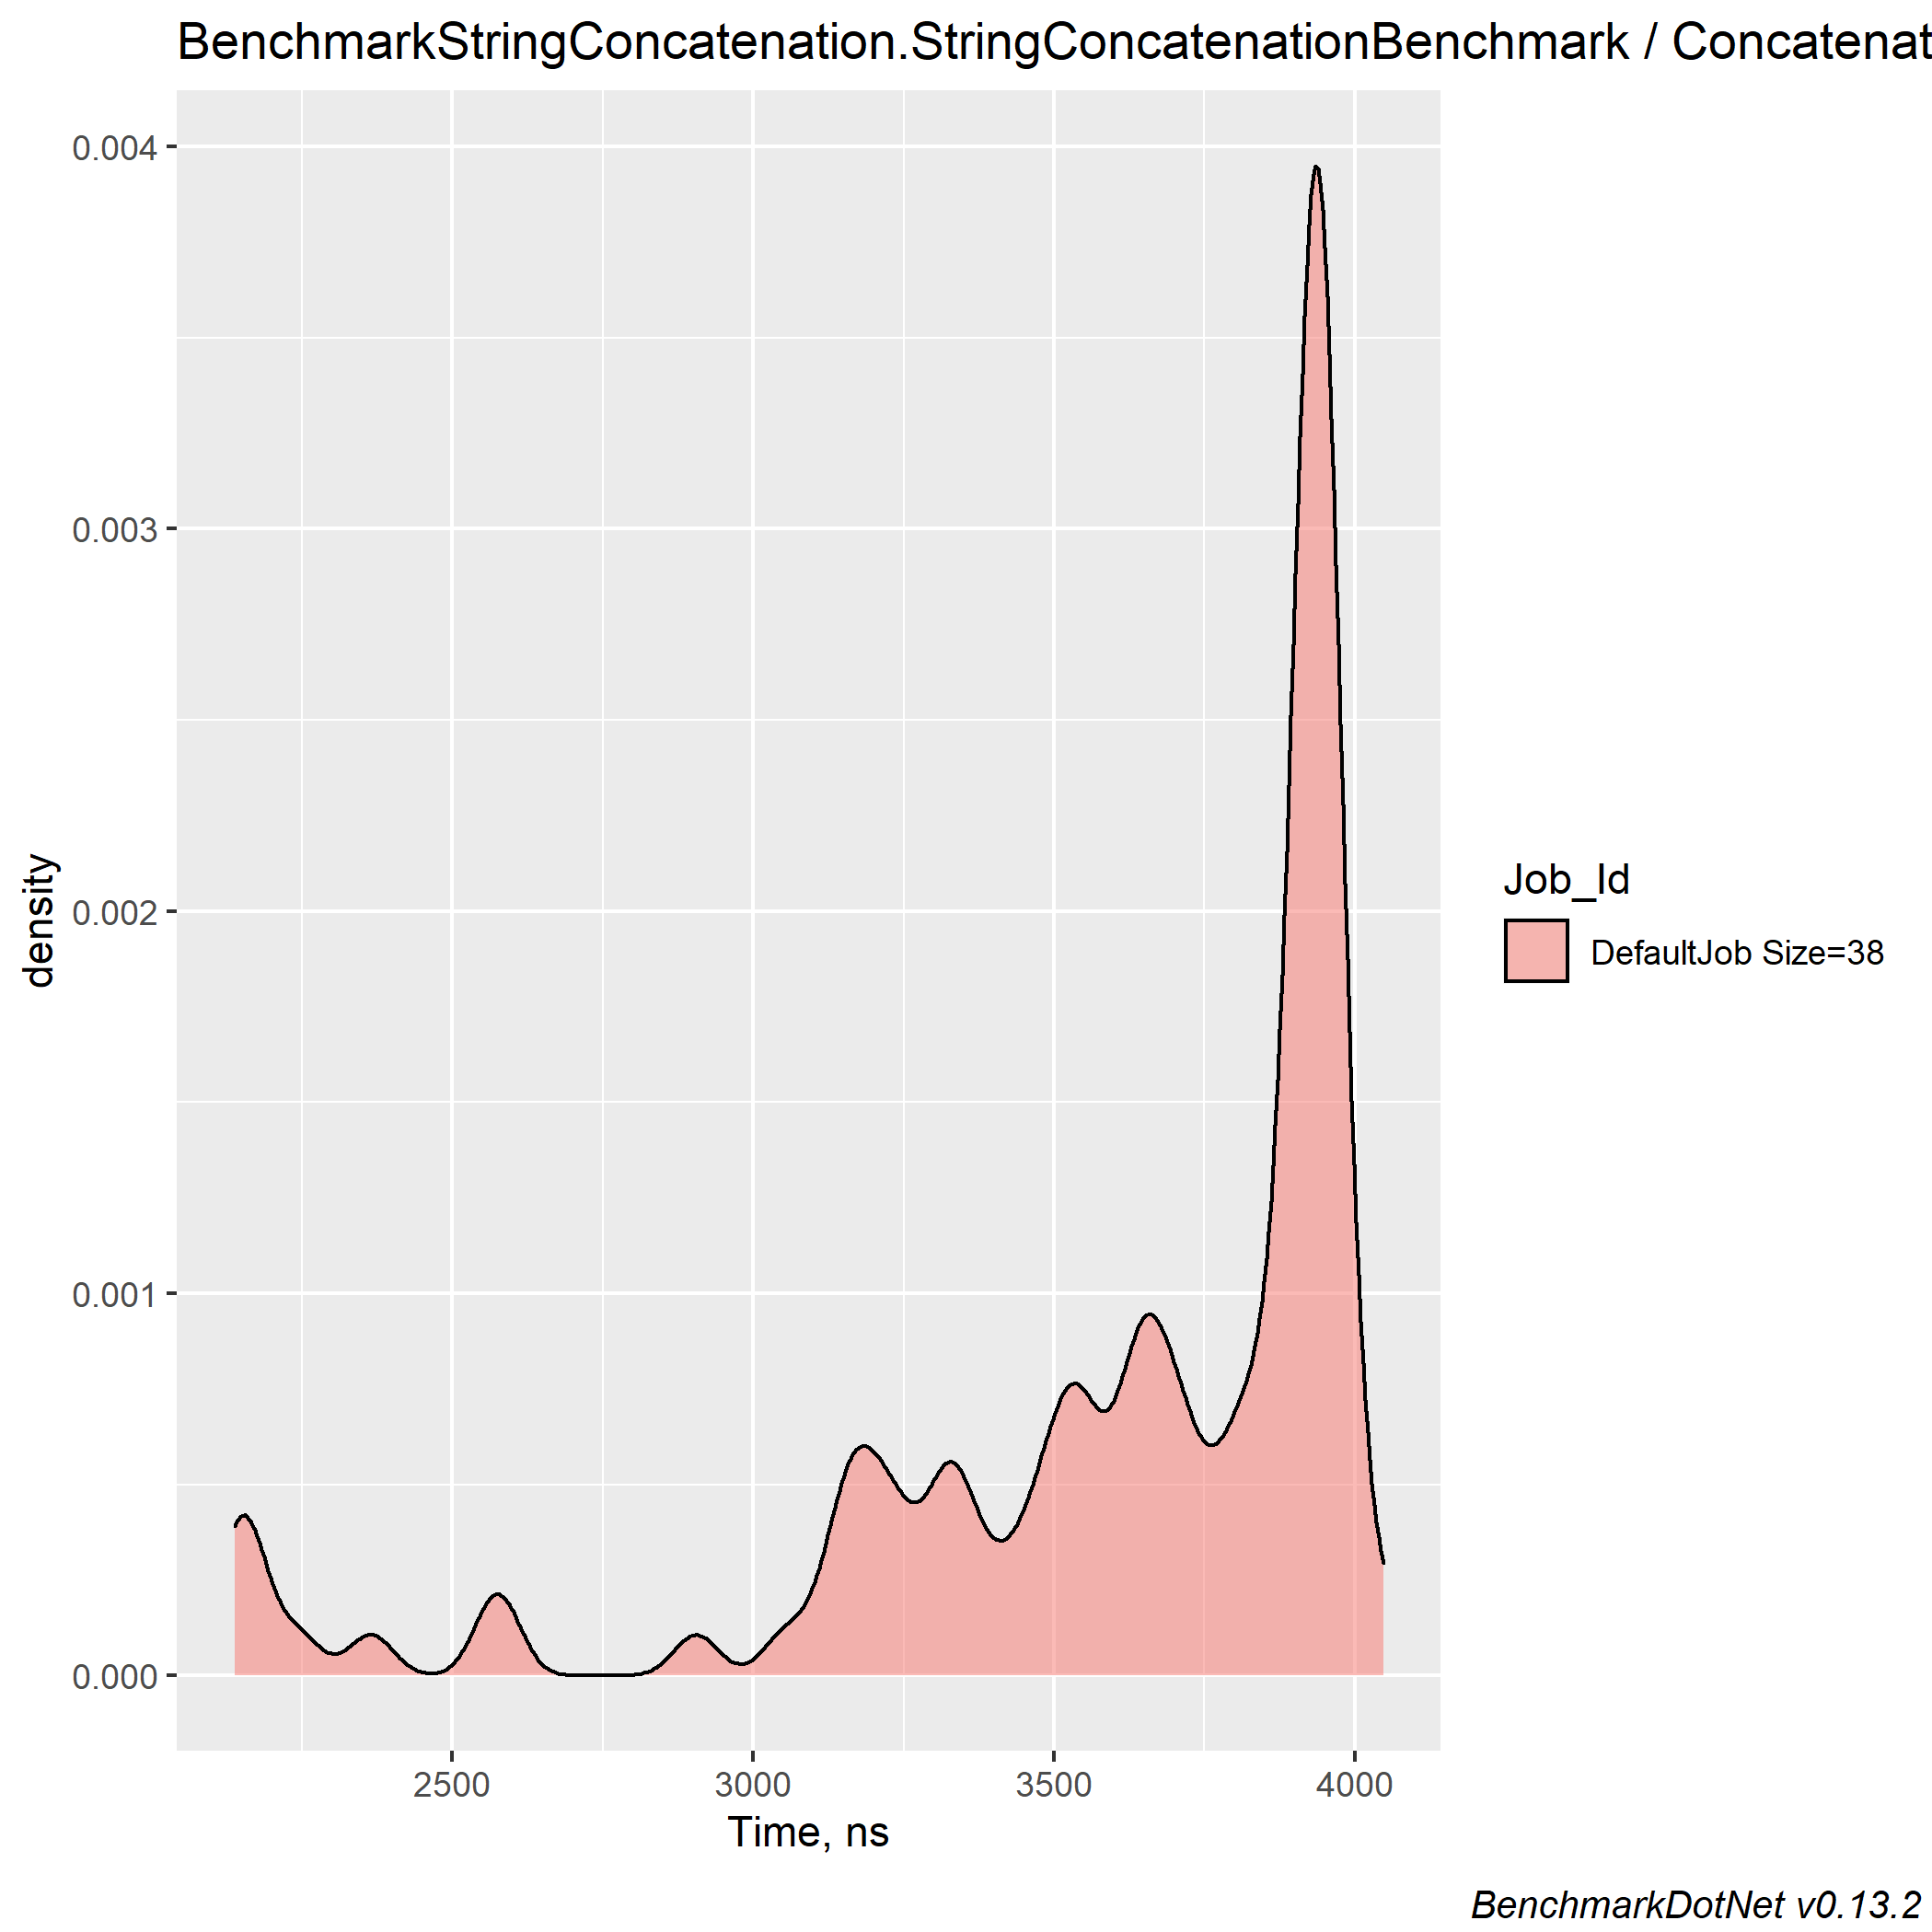 BenchmarkStringConcatenation.StringConcatenationBenchmark / Concatenat
0.004
0.003
0.002
0.001
0.000
density
2500 3000 3500 4000
Time, ns
Job_Id
DefaultJob Size=38
BenchmarkDotNet v0.13.2